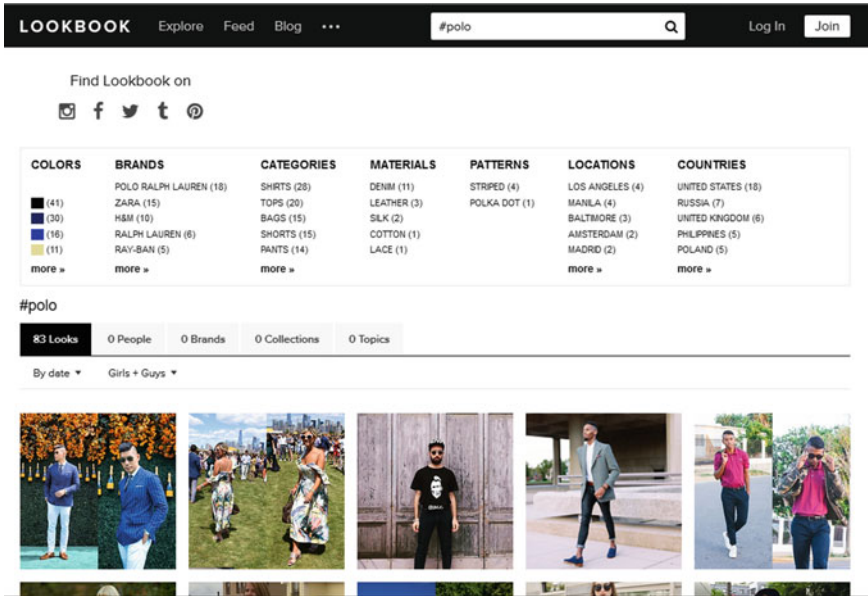 LOOKBOOK Explore Feed Blog ••• #polo Log In Join
Find Lookbook on
COLORS BRANDS CATEGORIES MATERIALS PATTERNS LOCATIONS COUNTRIES
POLO RALPH LAUREN (18) SHIRTS (28) DENIM (11) STRIPED (4) LOS ANGELES (4) UNITED STATES (18)
(41) ZARA (15) TOPS (20) LEATHER (3) POLKA DOT (1) MANILA (4) RUSSIA (7)
(30) H&M (10) BAGS (15) SILK (2) BALTIMORE (3) UNITED KINGDOM (6)
(16) RALPH LAUREN (6) SHORTS (15) COTTON (1) AMSTERDAM (2) PHILIPPINES (5)
(11) RAY-BAN (5) PANTS (14) LACE (1) MADRID (2) POLAND (5)
more » more » more » more » more »
#polo
83 Looks 0 People 0 Brands 0 Collections 0 Topics
By date ▼ Girls + Guys ▼